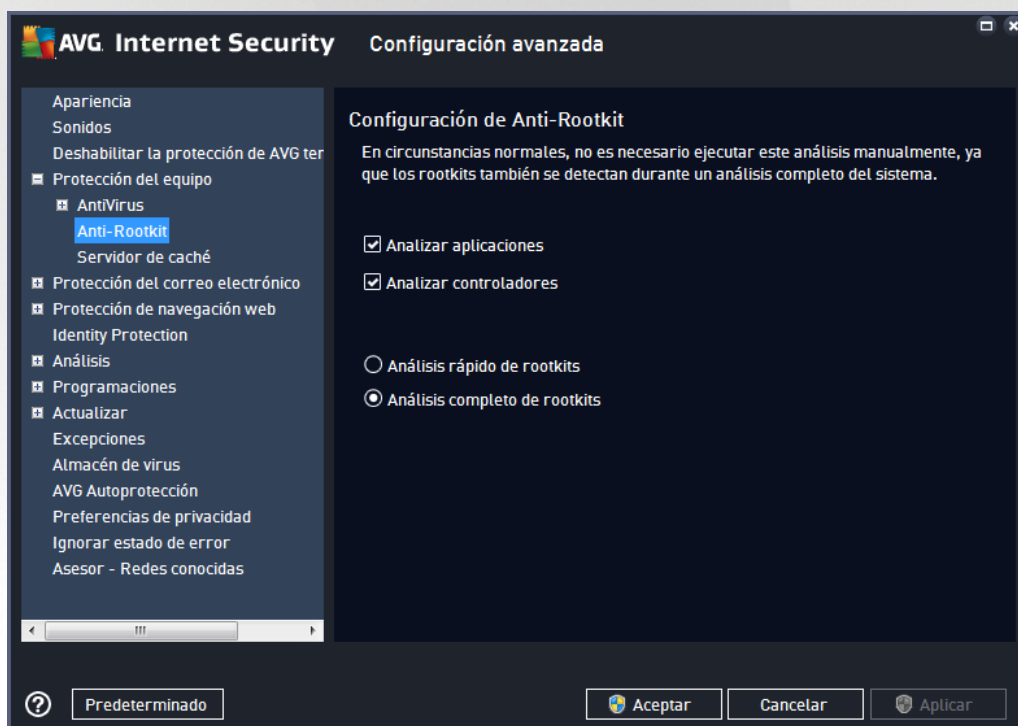 AVG. Internet Security
Configuración avanzada
Apariencia
Sonidos
Deshabilitar la protección de AVG ter
Protección del equipo
AntiVirus
Anti-Rootkit
Servidor de caché
Protección del correo electrónico
Protección de navegación web
Identity Protection
Análisis
Programaciones
Actualizar
Excepciones
Almacén de virus
AVG Autoprotección
Preferencias de privacidad
Ignorar estado de error
Asesor - Redes conocidas
Configuración de Anti-Rootkit
En circunstancias normales, no es necesario ejecutar este análisis manualmente, ya
que los rootkits también se detectan durante un análisis completo del sistema.
Analizar aplicaciones
Analizar controladores
Análisis rápido de rootkits
Análisis completo de rootkits
Predeterminado
Aceptar
Cancelar
Aplicar